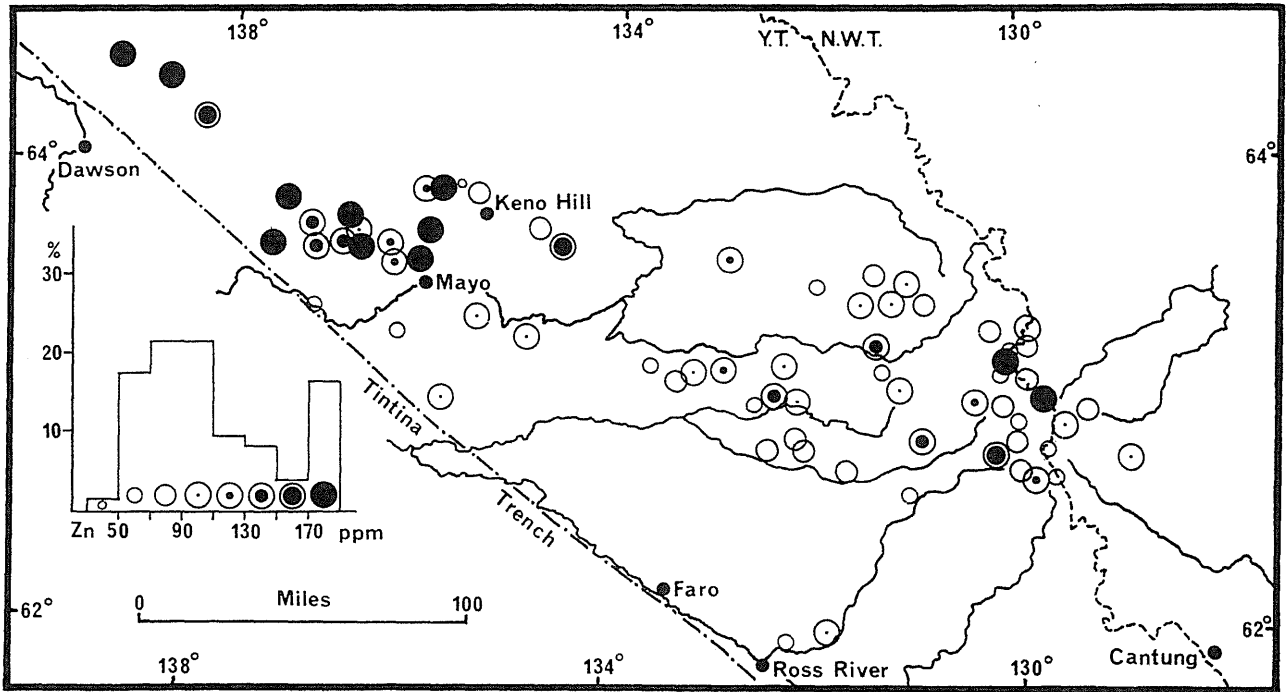 138° 134° 130°
Y.T. N.W.T.
64° 64°
Dawson
Keno Hill
%
30
Mayo
20
Tintina
10
Trench
Zn 50 90 130 170 ppm
Faro
62° 62°
0 Miles 100
138° 134° 130°
Ross River
Cantung